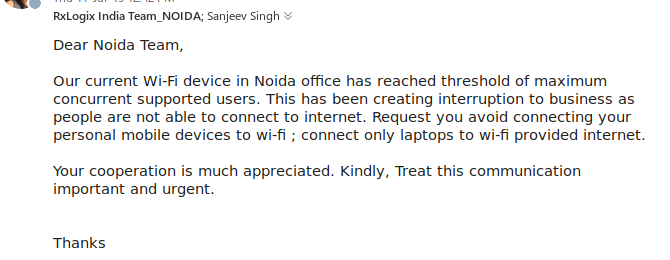 RxLogix India Team_NOIDA; Sanjeev Singh
Dear Noida Team,
Our current Wi-Fi device in Noida office has reached threshold of maximum
concurrent supported users. This has been creating interruption to business as
people are not able to connect to internet. Request you avoid connecting your
personal mobile devices to wi-fi ; connect only laptops to wi-fi provided internet.
Your cooperation is much appreciated. Kindly, Treat this communication
important and urgent.
Thanks